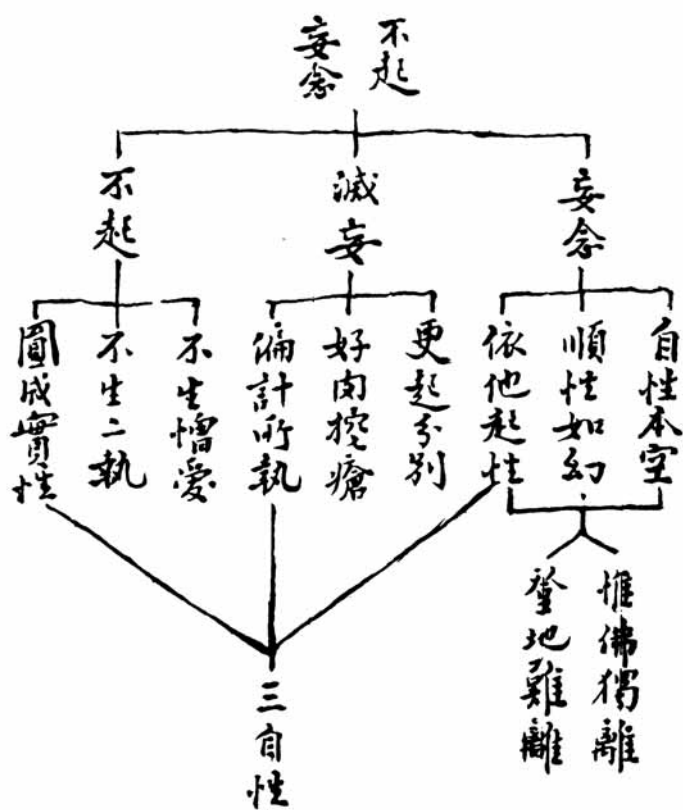 不起
妄念
妄念
滅妄
不起
自性本空
順性如幻
依他起性
更起分別
好肉挖瘡
徧計所執
不生憎愛
不生二執
圓成實性
惟佛獨離
登地難離
三自性